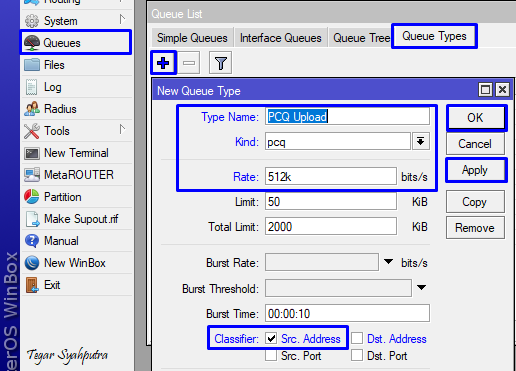 Routing
System
Queues
Files
Log
Radius
Tools
New Terminal
MetaROUTER
Partition
Make Supout.rif
Manual
New WinBox
Exit
erOS WinBox
Tegar Syahputra
Queue List
Simple Queues Interface Queues Queue Tree Queue Types
New Queue Type
Type Name: PCQ Upload
Kind: pcq
Rate: 512k bits/s
Limit: 50 KiB
Total Limit: 2000 KiB
Burst Rate: bits/s
Burst Threshold:
Burst Time: 00:00:10
Classifier: Src. Address Dst. Address
Src. Port Dst. Port
OK
Cancel
Apply
Copy
Remove